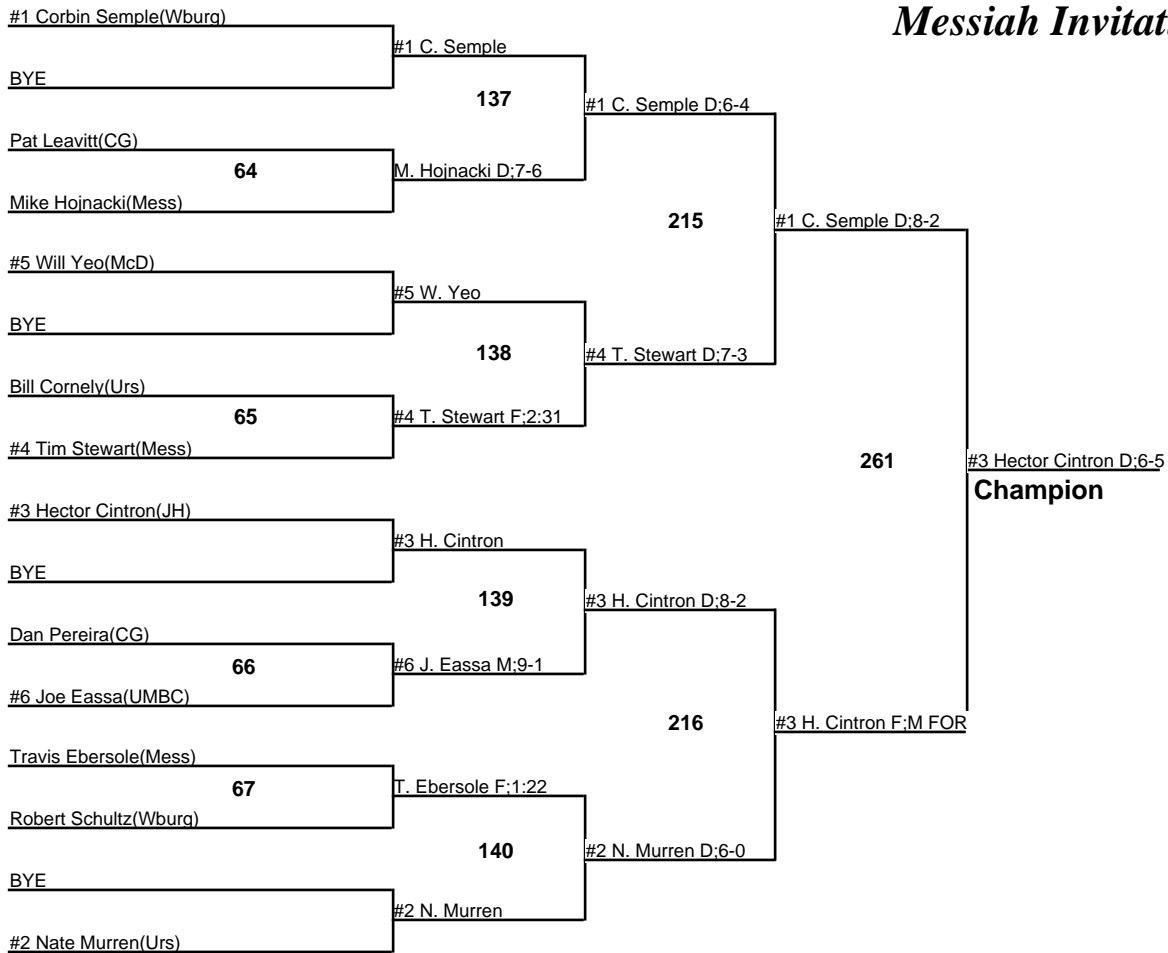 Messiah Invitat
#1 Corbin Semple(Wburg)
#1 C. Semple
BYE
137
#1 C. Semple D;6-4
Pat Leavitt(CG)
64
M. Hojnacki D;7-6
Mike Hojnacki(Mess)
215
#1 C. Semple D;8-2
#5 Will Yeo(McD)
#5 W. Yeo
BYE
138
#4 T. Stewart D;7-3
Bill Cornely(Urs)
65
#4 T. Stewart F;2:31
#4 Tim Stewart(Mess)
261
#3 Hector Cintron D;6-5
Champion
#3 Hector Cintron(JH)
#3 H. Cintron
BYE
139
#3 H. Cintron D;8-2
Dan Pereira(CG)
66
#6 J. Eassa M;9-1
#6 Joe Eassa(UMBC)
216
#3 H. Cintron F;M FOR
Travis Ebersole(Mess)
67
T. Ebersole F;1:22
Robert Schultz(Wburg)
140
#2 N. Murren D;6-0
BYE
#2 N. Murren
#2 Nate Murren(Urs)